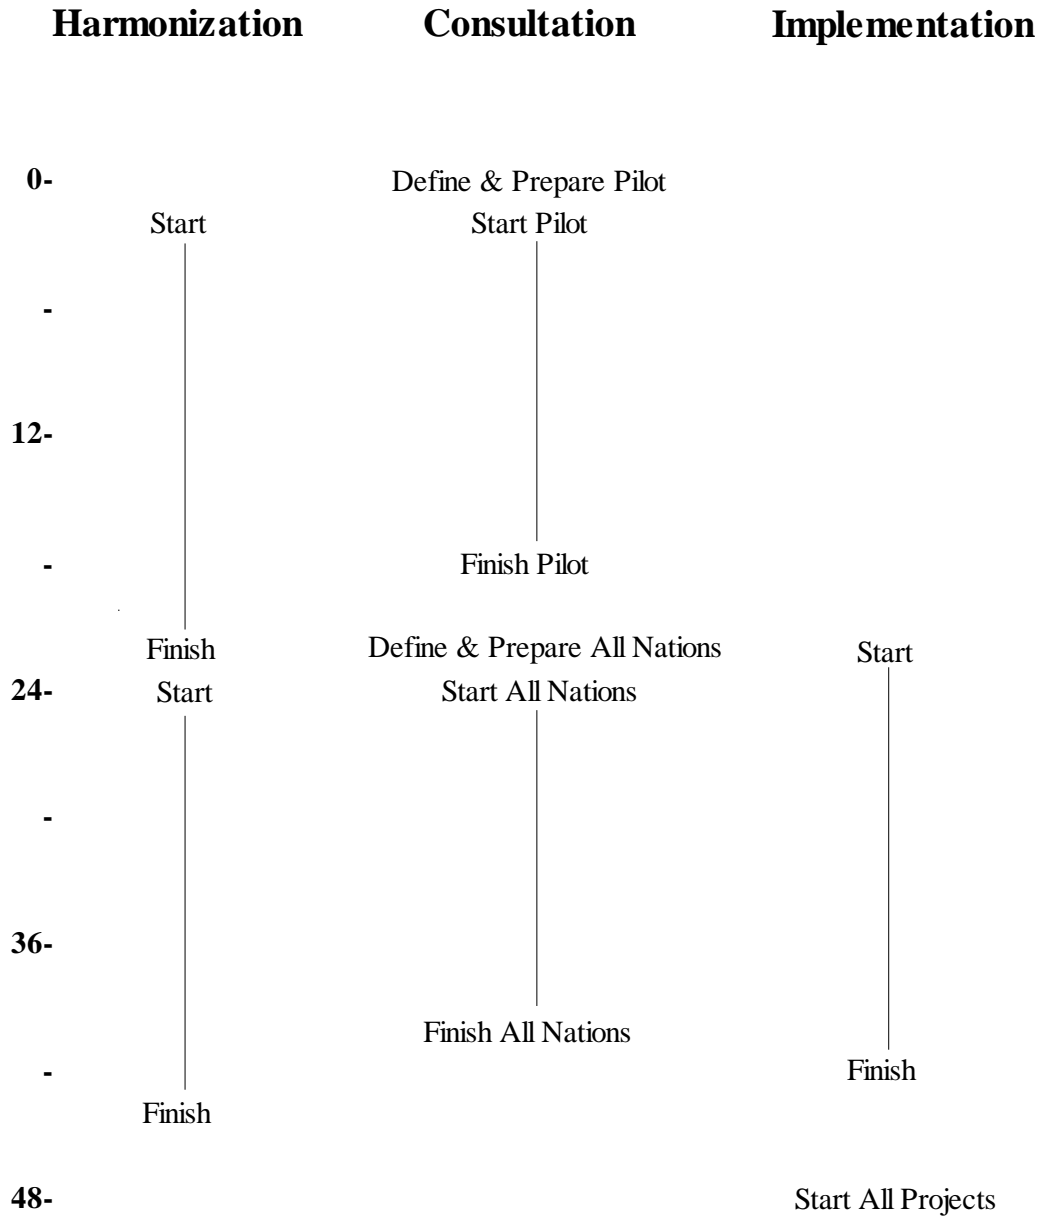 Harmonization Consultation Implementation
0- Define & Prepare Pilot
Start Start Pilot
-
12-
- Finish Pilot
Finish Define & Prepare All Nations Start
24- Start Start All Nations
-
36-
Finish All Nations
- Finish
Finish
48- Start All Projects